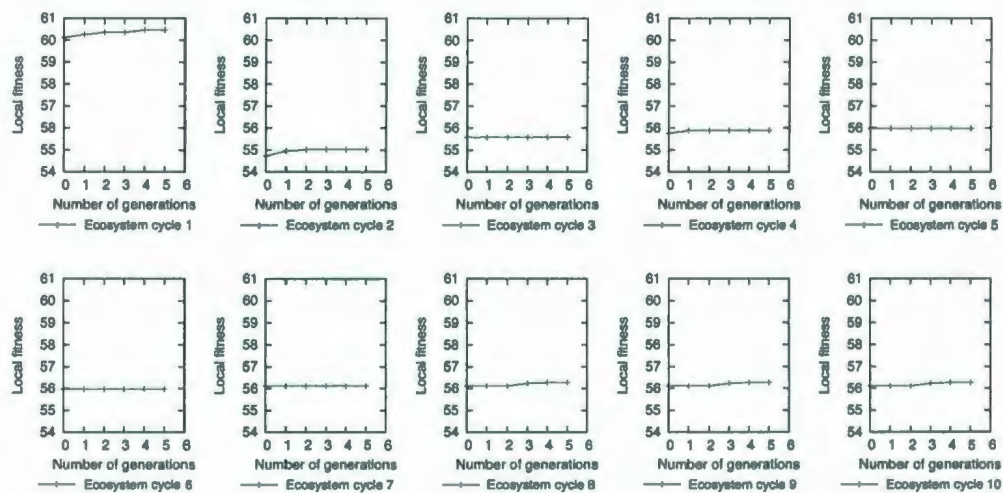 61
60
59
58
57
56
55
54
Local fitness
0 1 2 3 4 5 6
Number of generations
Ecosystem cycle 1
61
60
59
58
57
56
55
54
Local fitness
0 1 2 3 4 5 6
Number of generations
Ecosystem cycle 2
61
60
59
58
57
56
55
54
Local fitness
0 1 2 3 4 5 6
Number of generations
Ecosystem cycle 3
61
60
59
58
57
56
55
54
Local fitness
0 1 2 3 4 5 6
Number of generations
Ecosystem cycle 4
61
60
59
58
57
56
55
54
Local fitness
0 1 2 3 4 5 6
Number of generations
Ecosystem cycle 5
61
60
59
58
57
56
55
54
Local fitness
0 1 2 3 4 5 6
Number of generations
Ecosystem cycle 6
61
60
59
58
57
56
55
54
Local fitness
0 1 2 3 4 5 6
Number of generations
Ecosystem cycle 7
61
60
59
58
57
56
55
54
Local fitness
0 1 2 3 4 5 6
Number of generations
Ecosystem cycle 8
61
60
59
58
57
56
55
54
Local fitness
0 1 2 3 4 5 6
Number of generations
Ecosystem cycle 9
61
60
59
58
57
56
55
54
Local fitness
0 1 2 3 4 5 6
Number of generations
Ecosystem cycle 10